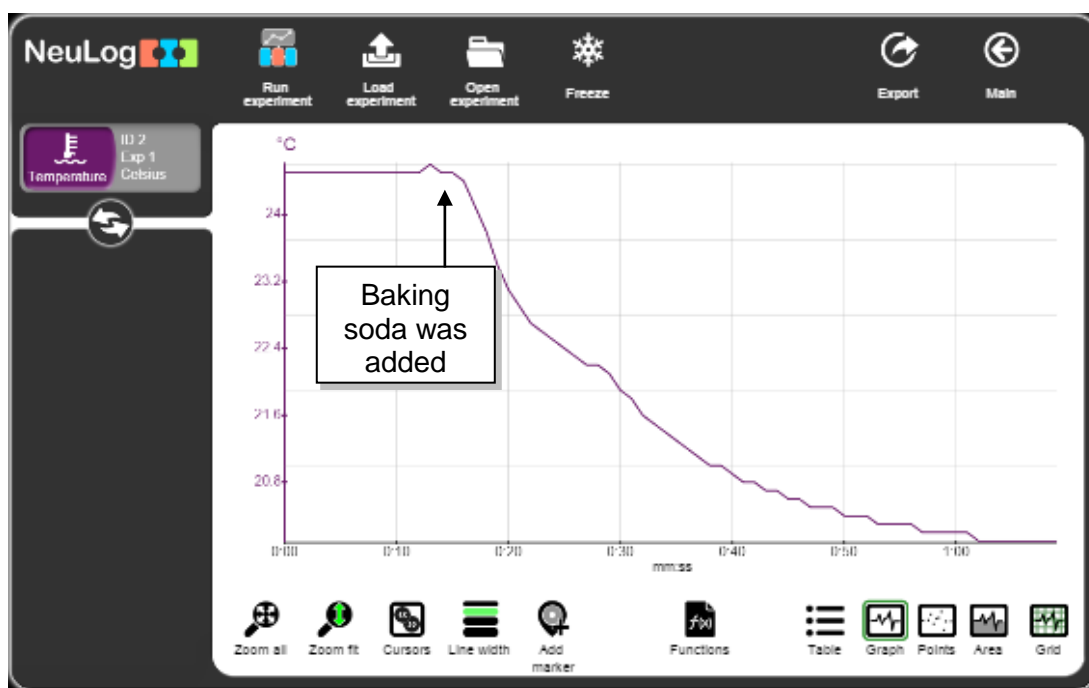 NeuLog
Run
experiment
Load
experiment
Open
experiment
Freeze
Export
Main
Temperature
ID 2
Exp 1
Celsius
°C
24
23.2
22.4
21.6
20.8
Baking
soda was
added
0:00 0:10 0:20 0:30 0:40 0:50 1:00
mm:ss
Zoom all
Zoom fit
Cursors
Line width
Add
marker
f(x)
Functions
Table
Graph
Points
Area
Grid